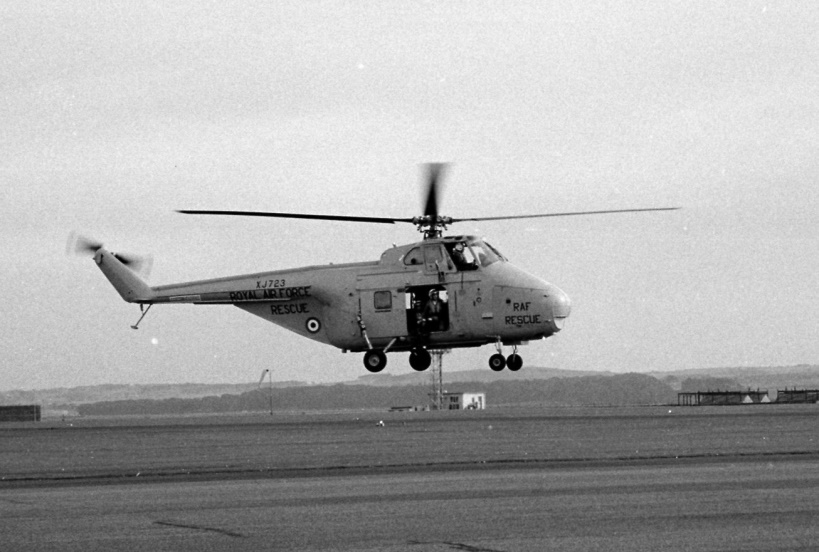 XJ723
ROYAL AIR FORCE
RESCUE
RAF
RESCUE